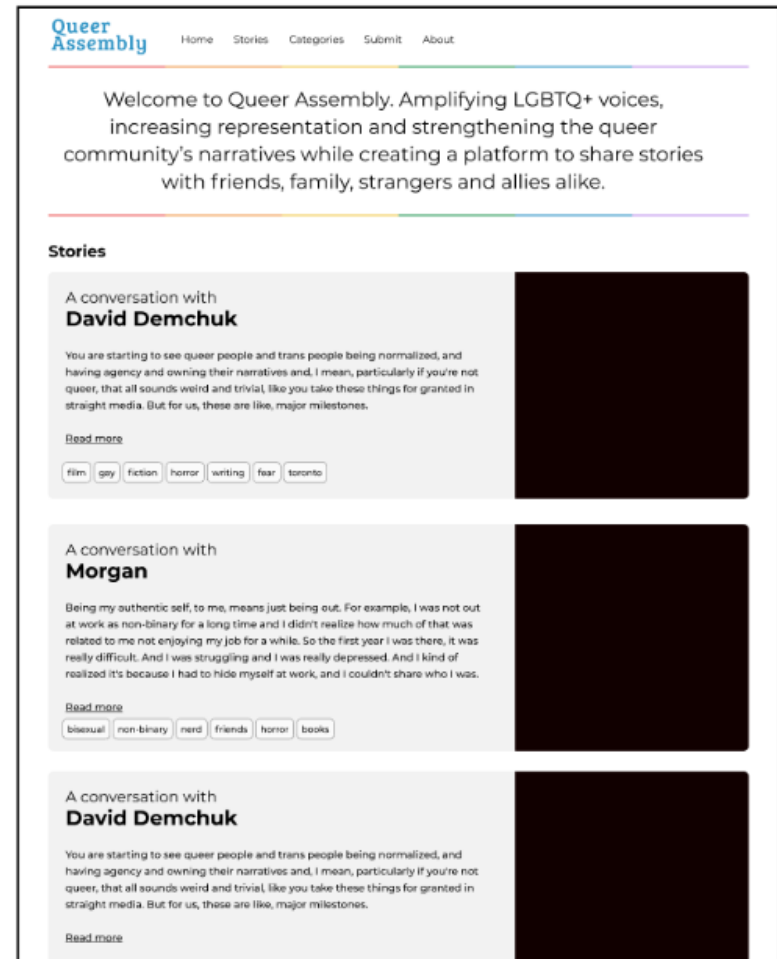 Queer
Assembly
Home Stories Categories Submit About
Welcome to Queer Assembly. Amplifying LGBTQ+ voices,
increasing representation and strengthening the queer
community's narratives while creating a platform to share stories
with friends, family, strangers and allies alike.
Stories
A conversation with
David Demchuk
You are starting to see queer people and trans people being normalized, and
having agency and owning their narratives and, I mean, particularly if you're not
queer, that all sounds weird and trivial, like you take these things for granted in
straight media. But for us, these are like, major milestones.
Read more
film gay fiction horror writing fear toronto
A conversation with
Morgan
Being my authentic self, to me, means just being out. For example, I was not out
at work as non-binary for a long time and I didn't realize how much of that was
related to me not enjoying my job for a while. So the first year I was there, it was
really difficult. And I was struggling and I was really depressed. And I kind of
realized it's because I had to hide myself at work, and I couldn't share who I was.
Read more
bisexual non-binary nerd friends horror books
A conversation with
David Demchuk
You are starting to see queer people and trans people being normalized, and
having agency and owning their narratives and, I mean, particularly if you're not
queer, that all sounds weird and trivial, like you take these things for granted in
straight media. But for us, these are like, major milestones.
Read more